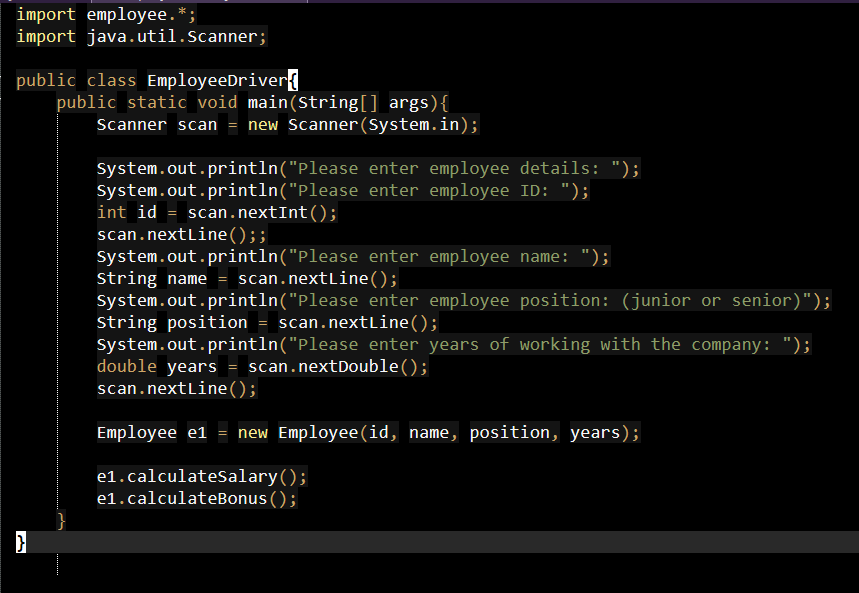 import employee.*;
import java.util.Scanner;
public class EmployeeDriver{
public static void main(String[] args){
Scanner scan = new Scanner(System.in);
System.out.println("Please enter employee details: ");
System.out.println("Please enter employee ID: ");
int id = scan.nextInt();
scan.nextLine();;
System.out.println("Please enter employee name: ");
String name = scan.nextLine();
System.out.println("Please enter employee position: (junior or senior)");
String position = scan.nextLine();
System.out.println("Please enter years of working with the company: ");
double years = scan.nextDouble();
scan.nextLine();
Employee e1 = new Employee(id, name, position, years);
e1.calculateSalary();
e1.calculateBonus();
}
}